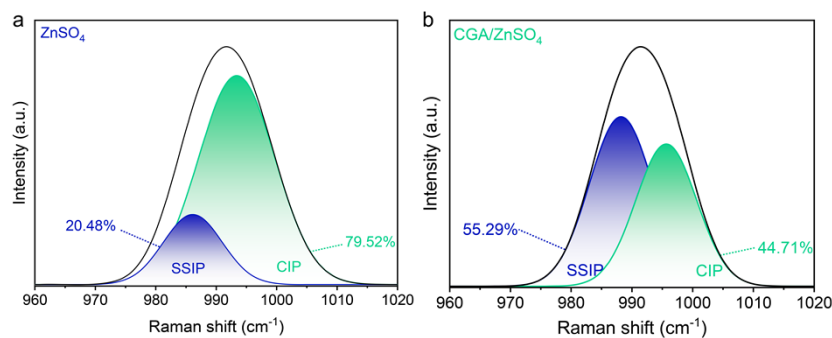 a
ZnSO₄
Intensity (a.u.)
20.48%
79.52%
SSIP
CIP
960 970 980 990 1000 1010 1020
Raman shift (cm⁻¹)
b
CGA/ZnSO₄
Intensity (a.u.)
55.29%
44.71%
SSIP
CIP
960 970 980 990 1000 1010 1020
Raman shift (cm⁻¹)